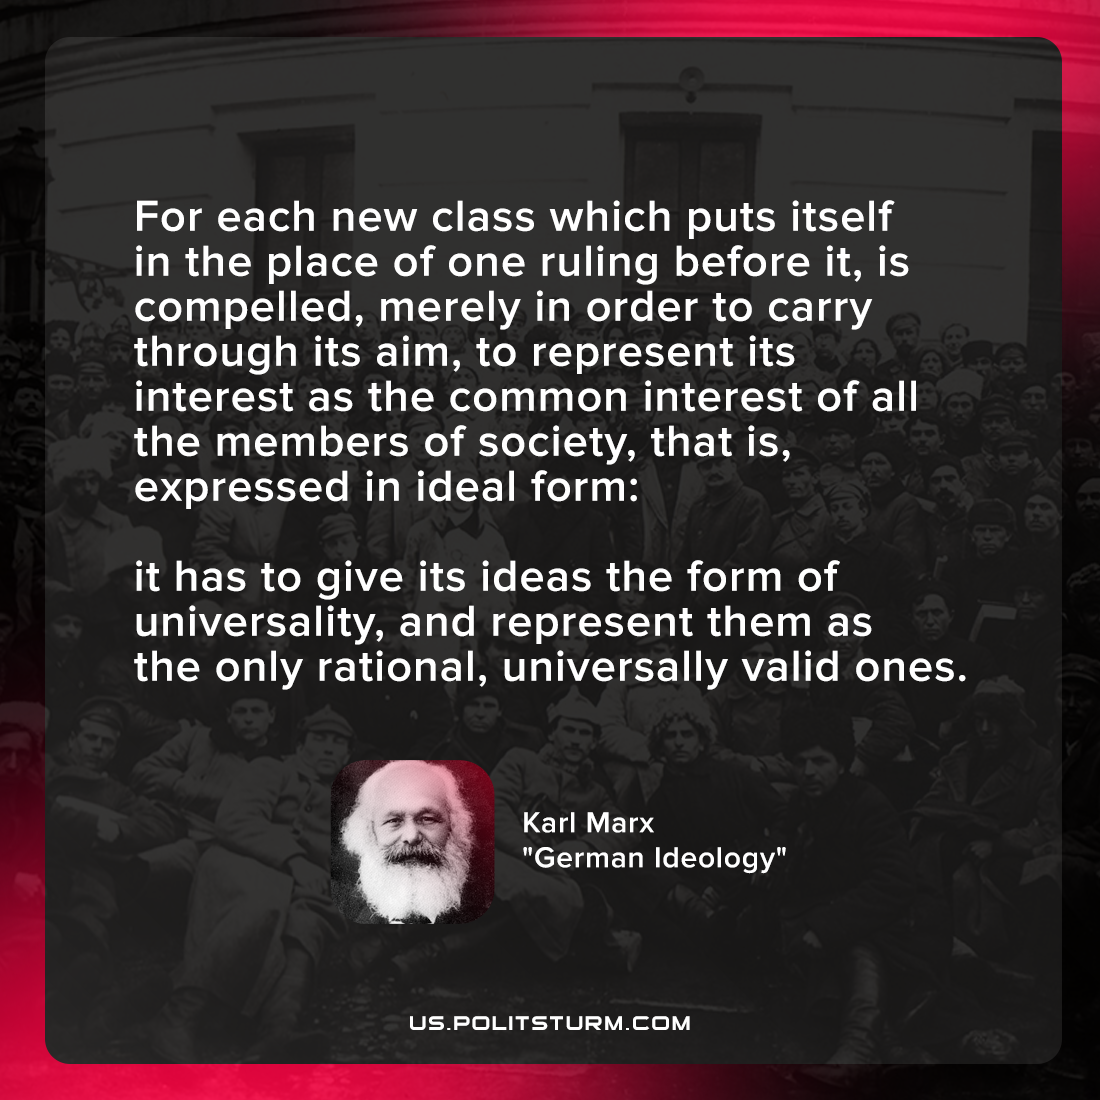 For each new class which puts itself
in the place of one ruling before it, is
compelled, merely in order to carry
through its aim, to represent its
interest as the common interest of all
the members of society, that is,
expressed in ideal form:
it has to give its ideas the form of
universality, and represent them as
the only rational, universally valid ones.
Karl Marx
"German Ideology"
US.POLITSTURM.COM